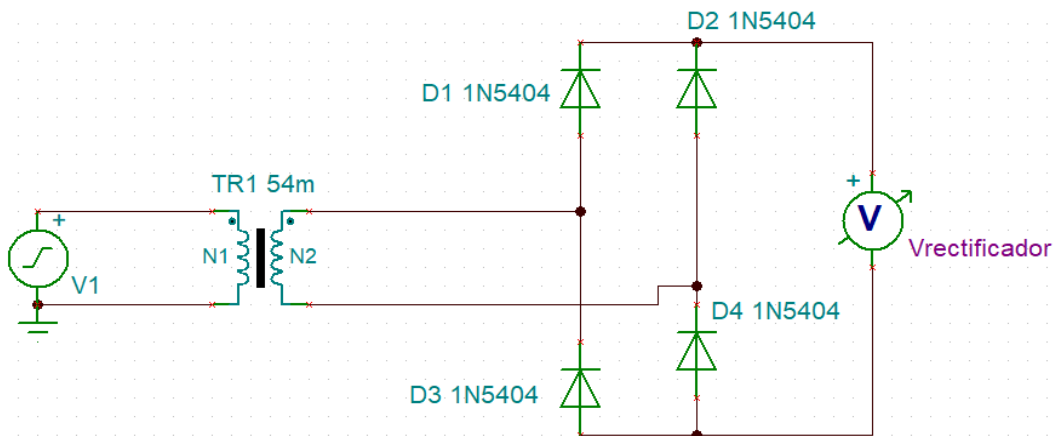 D2 1N5404
D1 1N5404
TR1 54m
+
+
N1
N2
V
V1
Vrectificador
D4 1N5404
D3 1N5404